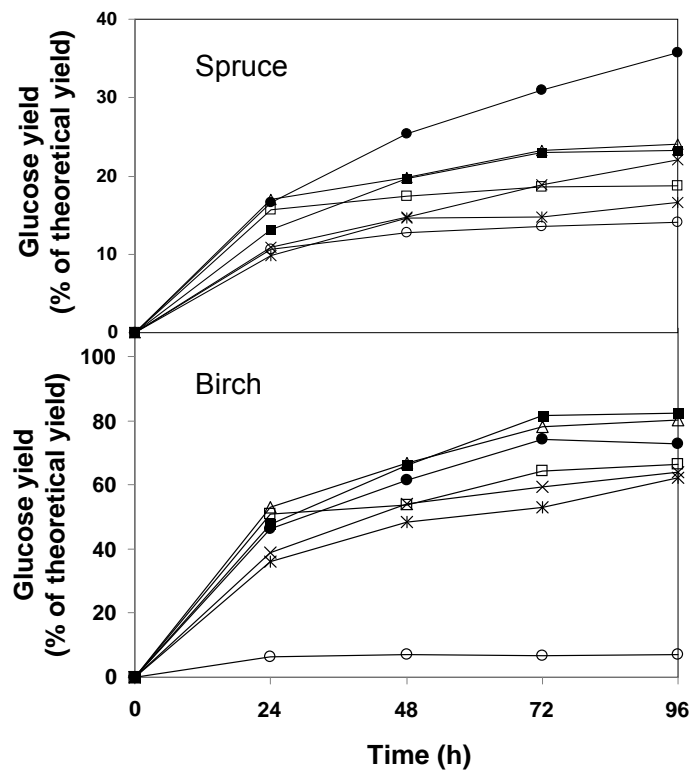 40
30
20
10
0
Spruce
Glucose yield
(% of theoretical yield)
100
80
60
40
20
0
Birch
Glucose yield
(% of theoretical yield)
0 24 48 72 96
Time (h)